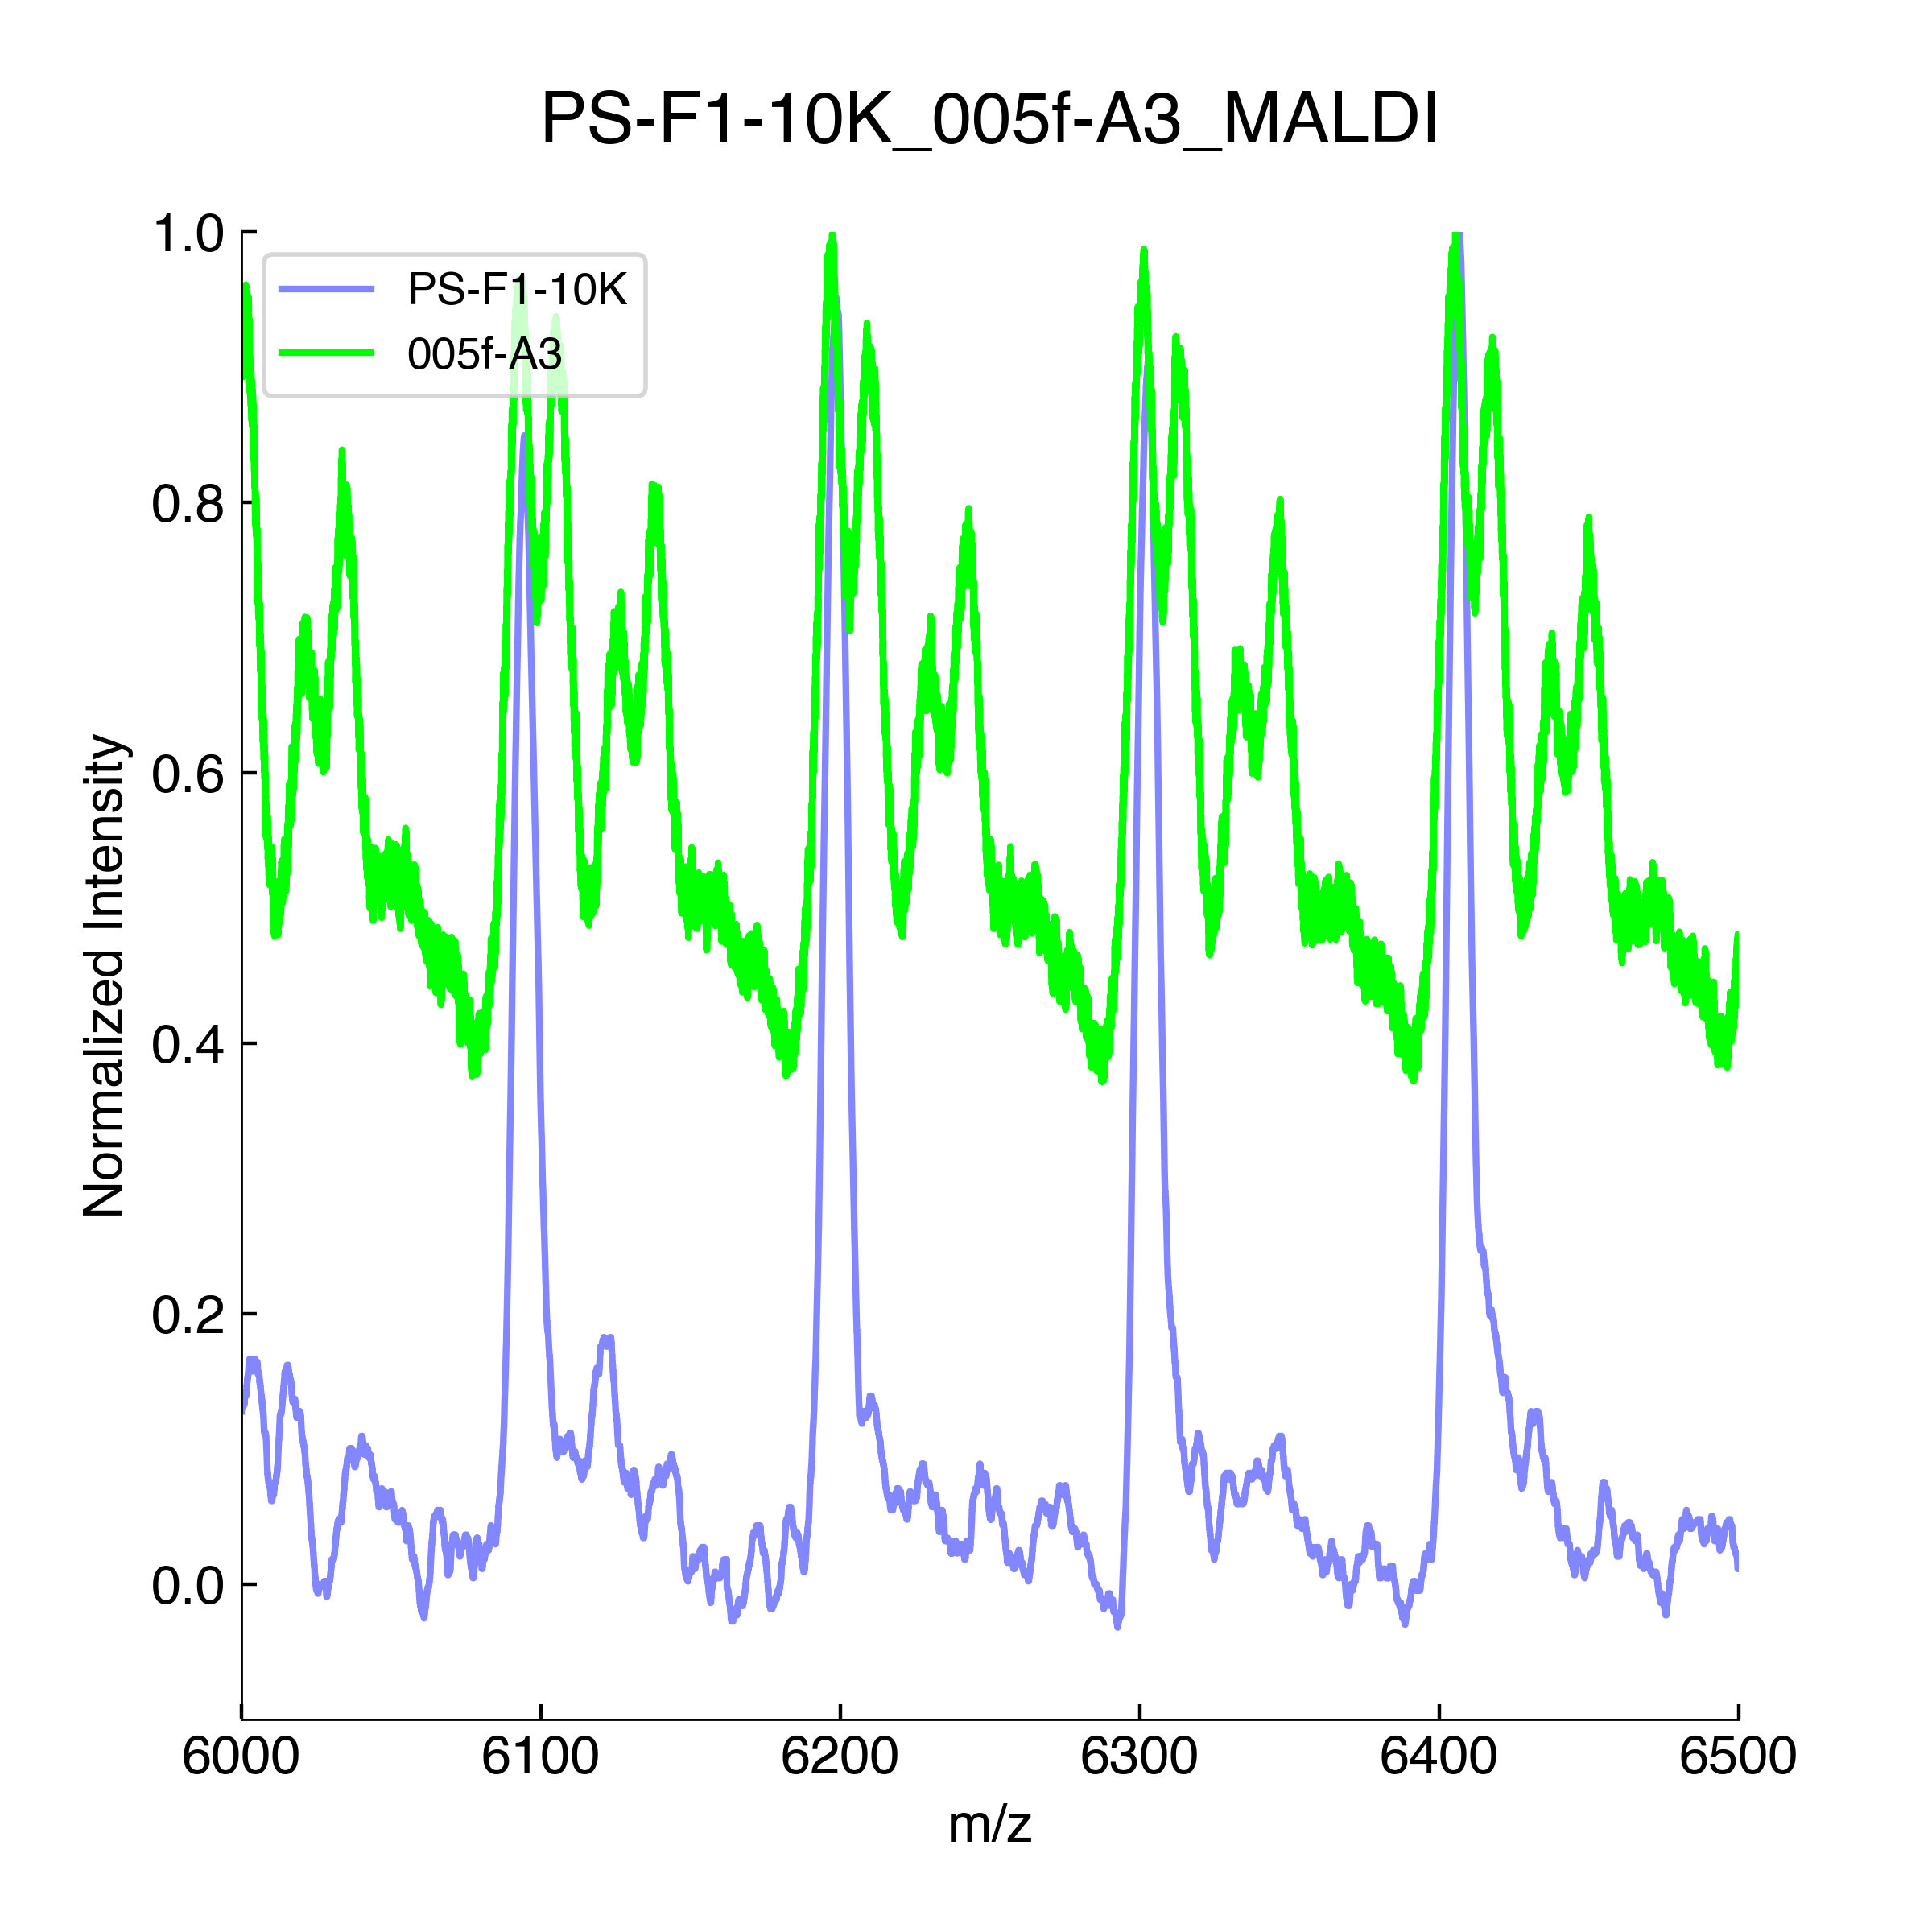 PS-F1-10K_005f-A3_MALDI
1.0
PS-F1-10K
005f-A3
0.8
0.6
Normalized Intensity
0.4
0.2
0.0
6000 6100 6200 6300 6400 6500
m/z